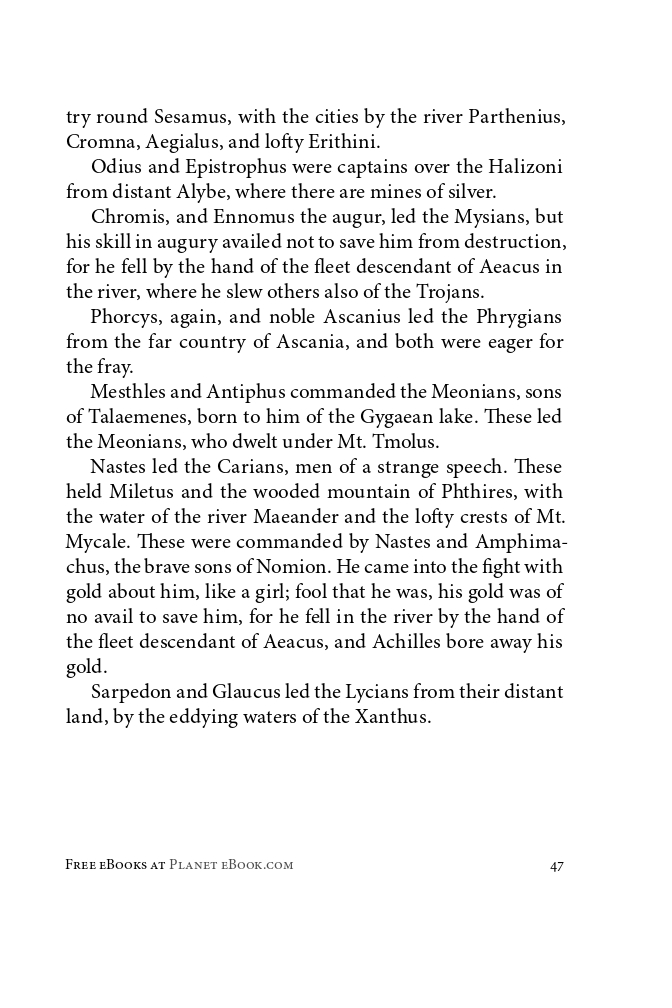 try round Sesamus, with the cities by the river Parthenius,
Cromna, Aegialus, and lofty Erithini.
Odius and Epistrophus were captains over the Halizoni
from distant Alybe, where there are mines of silver.
Chromis, and Ennomus the augur, led the Mysians, but
his skill in augury availed not to save him from destruction,
for he fell by the hand of the fleet descendant of Aeacus in
the river, where he slew others also of the Trojans.
Phorcys, again, and noble Ascanius led the Phrygians
from the far country of Ascania, and both were eager for
the fray.
Mesthles and Antiphus commanded the Meonians, sons
of Talaemenes, born to him of the Gygaean lake. These led
the Meonians, who dwelt under Mt. Tmolus.
Nastes led the Carians, men of a strange speech. These
held Miletus and the wooded mountain of Phthires, with
the water of the river Maeander and the lofty crests of Mt.
Mycale. These were commanded by Nastes and Amphima-
chus, the brave sons of Nomion. He came into the fight with
gold about him, like a girl; fool that he was, his gold was of
no avail to save him, for he fell in the river by the hand of
the fleet descendant of Aeacus, and Achilles bore away his
gold.
Sarpedon and Glaucus led the Lycians from their distant
land, by the eddying waters of the Xanthus.
Free eBooks at Planet eBook.com 47